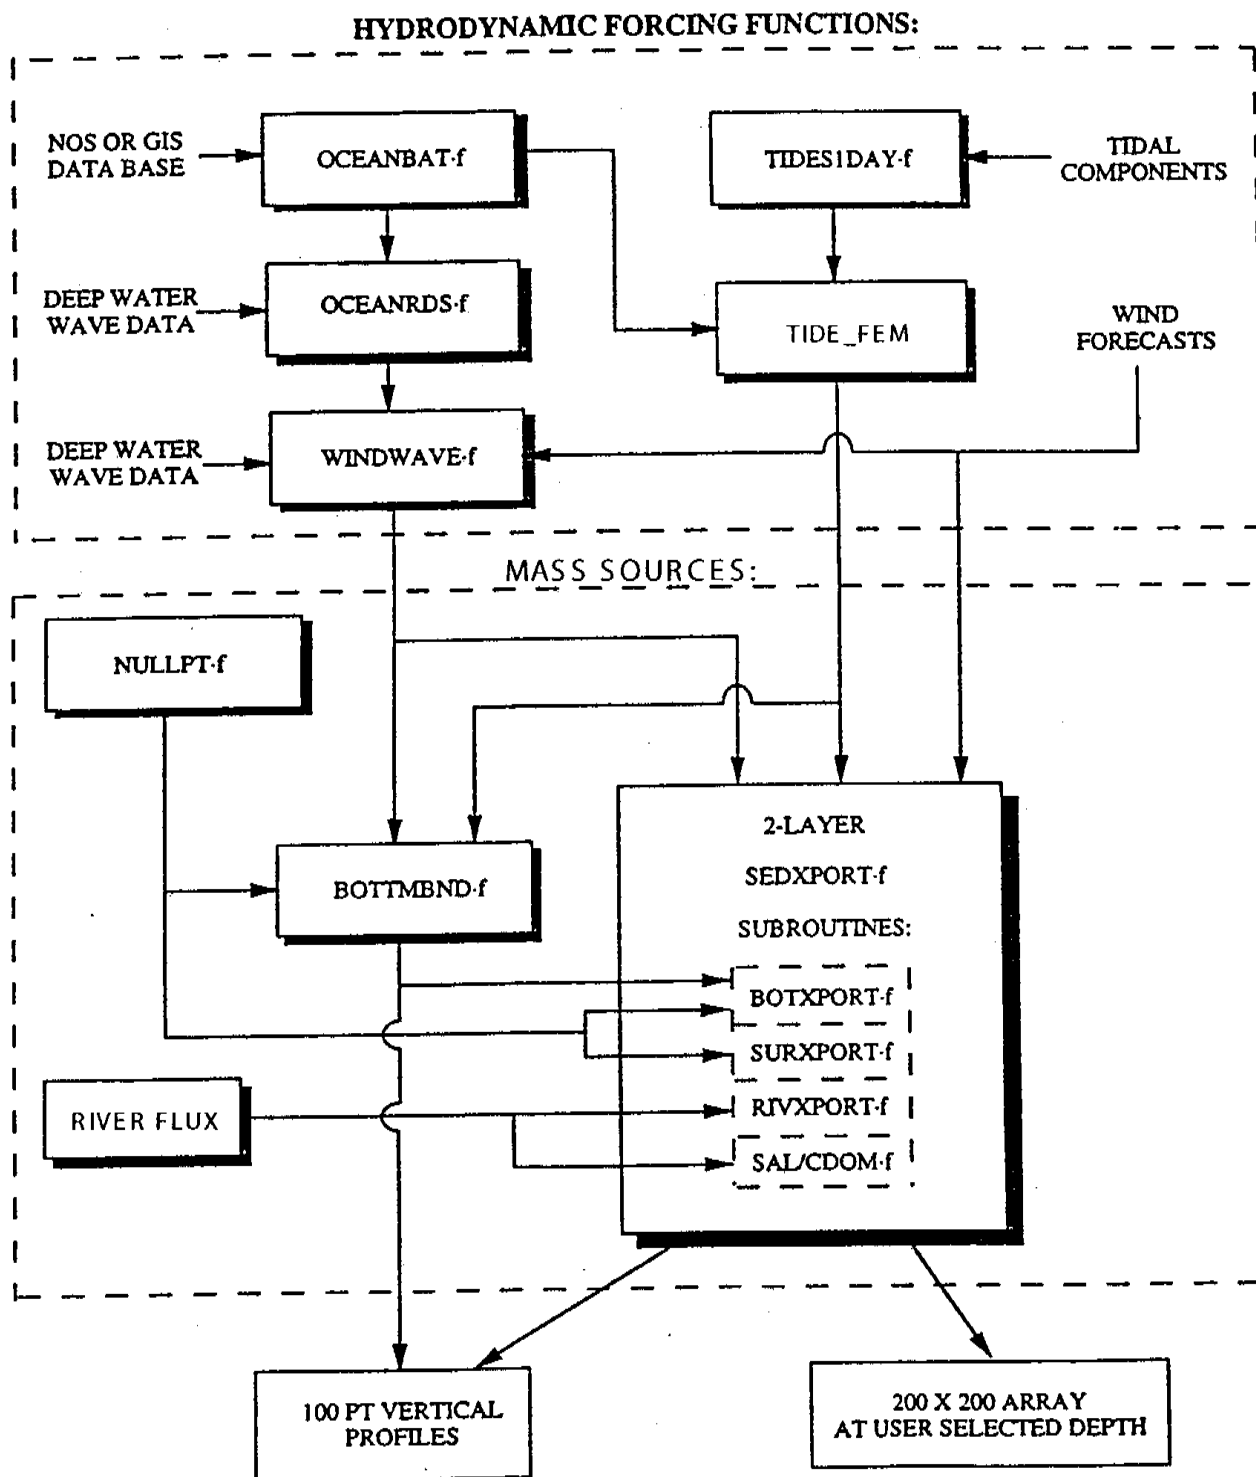 HYDRODYNAMIC FORCING FUNCTIONS:
NOS OR GIS
DATA BASE
OCEANBAT·f
TIDES1DAY·f
TIDAL
COMPONENTS
DEEP WATER
WAVE DATA
OCEANRDS·f
TIDE_FEM
WIND
FORECASTS
DEEP WATER
WAVE DATA
WINDWAVE·f
MASS SOURCES:
NULLPT·f
BOTTMBND·f
2-LAYER
SEDXPORT·f
SUBROUTINES:
BOTXPORT·f
SURXPORT·f
RIVXPORT·f
SAL/CDOM·f
RIVER FLUX
100 PT VERTICAL
PROFILES
200 X 200 ARRAY
AT USER SELECTED DEPTH